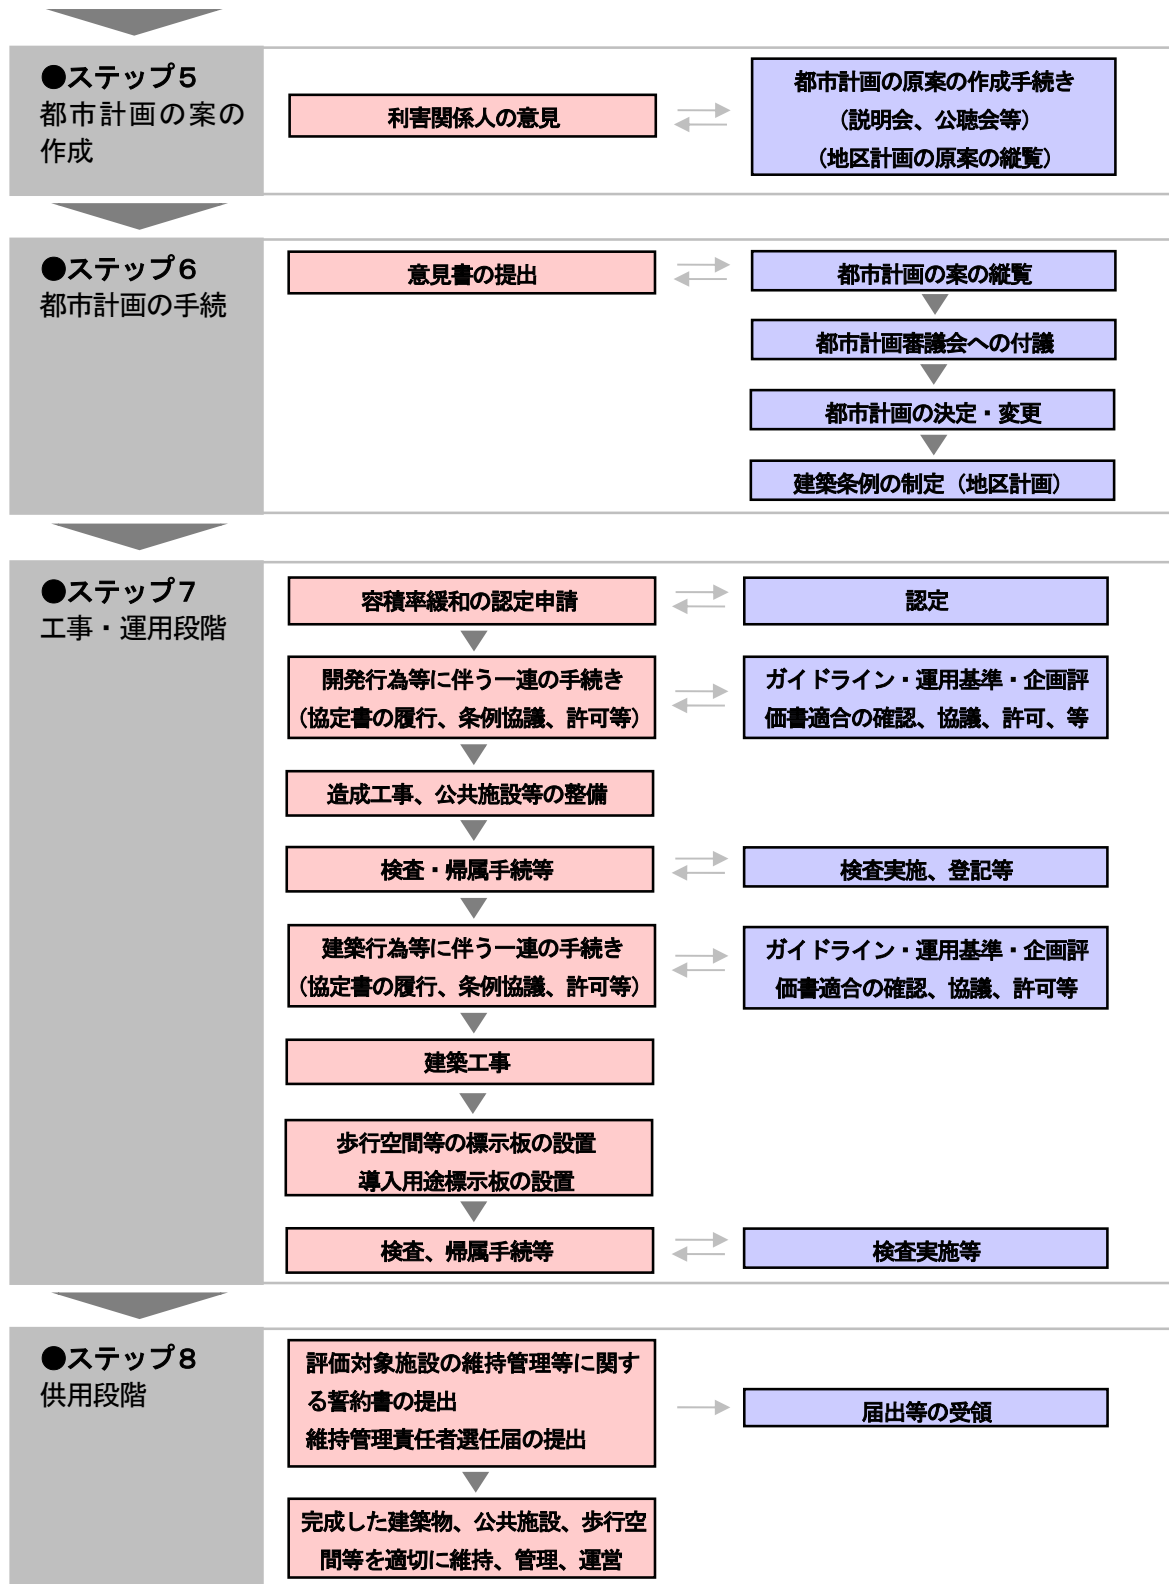 ●ステップ５
都市計画の案の
作成
利害関係人の意見
都市計画の原案の作成手続き
（説明会、公聴会等）
（地区計画の原案の縦覧）
●ステップ６
都市計画の手続
意見書の提出
都市計画の案の縦覧
都市計画審議会への付議
都市計画の決定・変更
建築条例の制定（地区計画）
●ステップ７
工事・運用段階
容積率緩和の認定申請
認定
開発行為等に伴う一連の手続き
（協定書の履行、条例協議、許可等）
ガイドライン・運用基準・企画評
価書適合の確認、協議、許可、等
造成工事、公共施設等の整備
検査・帰属手続等
検査実施、登記等
建築行為等に伴う一連の手続き
（協定書の履行、条例協議、許可等）
ガイドライン・運用基準・企画評
価書適合の確認、協議、許可等
建築工事
歩行空間等の標示板の設置
導入用途標示板の設置
検査、帰属手続等
検査実施等
●ステップ８
供用段階
評価対象施設の維持管理等に関す
る誓約書の提出
維持管理責任者選任届の提出
届出等の受領
完成した建築物、公共施設、歩行空
間等を適切に維持、管理、運営